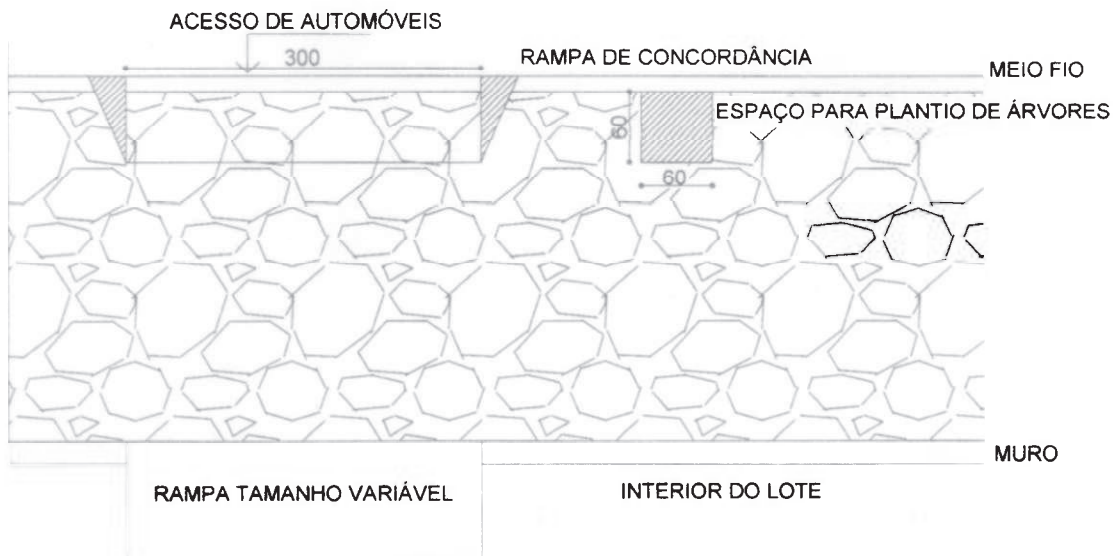 ACESSO DE AUTOMÓVEIS
300
RAMPA DE CONCORDÂNCIA
MEIO FIO
ESPAÇO PARA PLANTIO DE ÁRVORES
60
60
MURO
RAMPA TAMANHO VARIÁVEL
INTERIOR DO LOTE